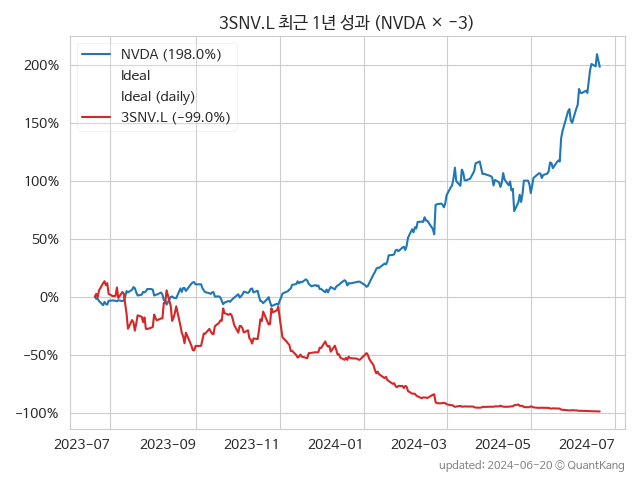 3SNV.L 최근 1년 성과 (NVDA × −3)
NVDA (198.0%)
Ideal
Ideal (daily)
3SNV.L (−99.0%)
200%
150%
100%
50%
0%
−50%
−100%
2023−07 2023−09 2023−11 2024−01 2024−03 2024−05 2024−07
updated: 2024−06−20 © QuantKang